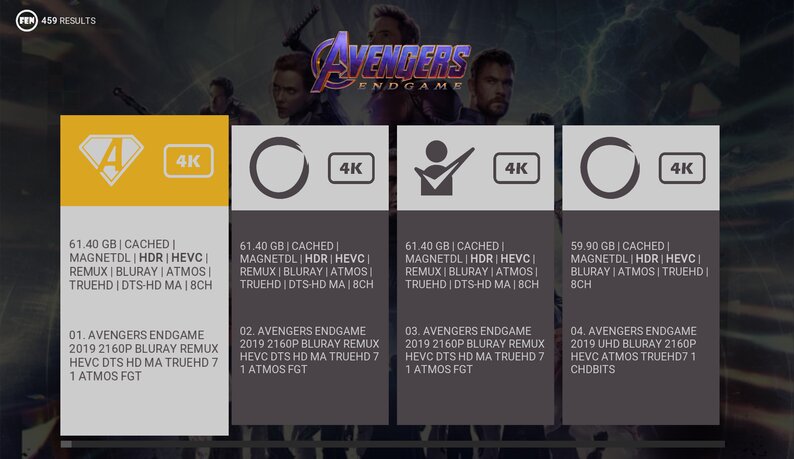 FEN 459 RESULTS
AVENGERS
ENDGAME
A 4K
4K
4K
4K
61.40 GB | CACHED |
MAGNETDL | HDR | HEVC |
REMUX | BLURAY | ATMOS |
TRUEHD | DTS-HD MA | 8CH
01. AVENGERS ENDGAME
2019 2160P BLURAY REMUX
HEVC DTS HD MA TRUEHD 7
1 ATMOS FGT
61.40 GB | CACHED |
MAGNETDL | HDR | HEVC |
REMUX | BLURAY | ATMOS |
TRUEHD | DTS-HD MA | 8CH
02. AVENGERS ENDGAME
2019 2160P BLURAY REMUX
HEVC DTS HD MA TRUEHD 7
1 ATMOS FGT
61.40 GB | CACHED |
MAGNETDL | HDR | HEVC |
REMUX | BLURAY | ATMOS |
TRUEHD | DTS-HD MA | 8CH
03. AVENGERS ENDGAME
2019 2160P BLURAY REMUX
HEVC DTS HD MA TRUEHD 7
1 ATMOS FGT
59.90 GB | CACHED |
MAGNETDL | HDR | HEVC |
BLURAY | ATMOS | TRUEHD |
8CH
04. AVENGERS ENDGAME
2019 UHD BLURAY 2160P
HEVC ATMOS TRUEHD7 1
CHDBITS